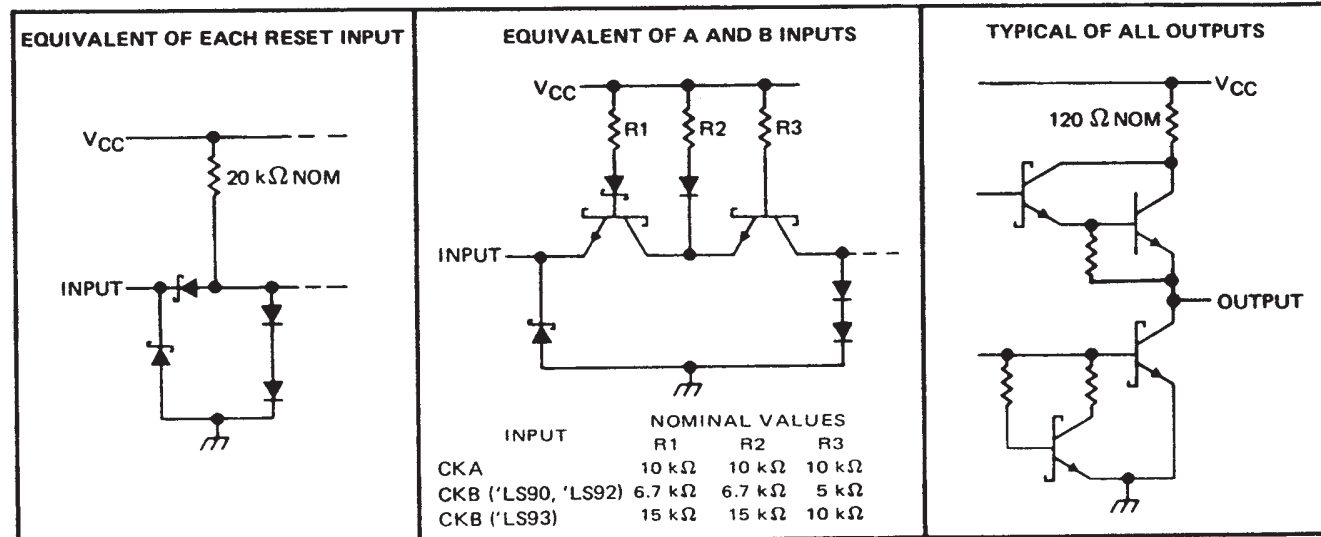 EQUIVALENT OF EACH RESET INPUT
VCC
20 kΩ NOM
INPUT
EQUIVALENT OF A AND B INPUTS
VCC
R1 R2 R3
INPUT
NOMINAL VALUES
INPUT R1 R2 R3
CKA 10 kΩ 10 kΩ 10 kΩ
CKB ('LS90, 'LS92) 6.7 kΩ 6.7 kΩ 5 kΩ
CKB ('LS93) 15 kΩ 15 kΩ 10 kΩ
TYPICAL OF ALL OUTPUTS
VCC
120 Ω NOM
OUTPUT